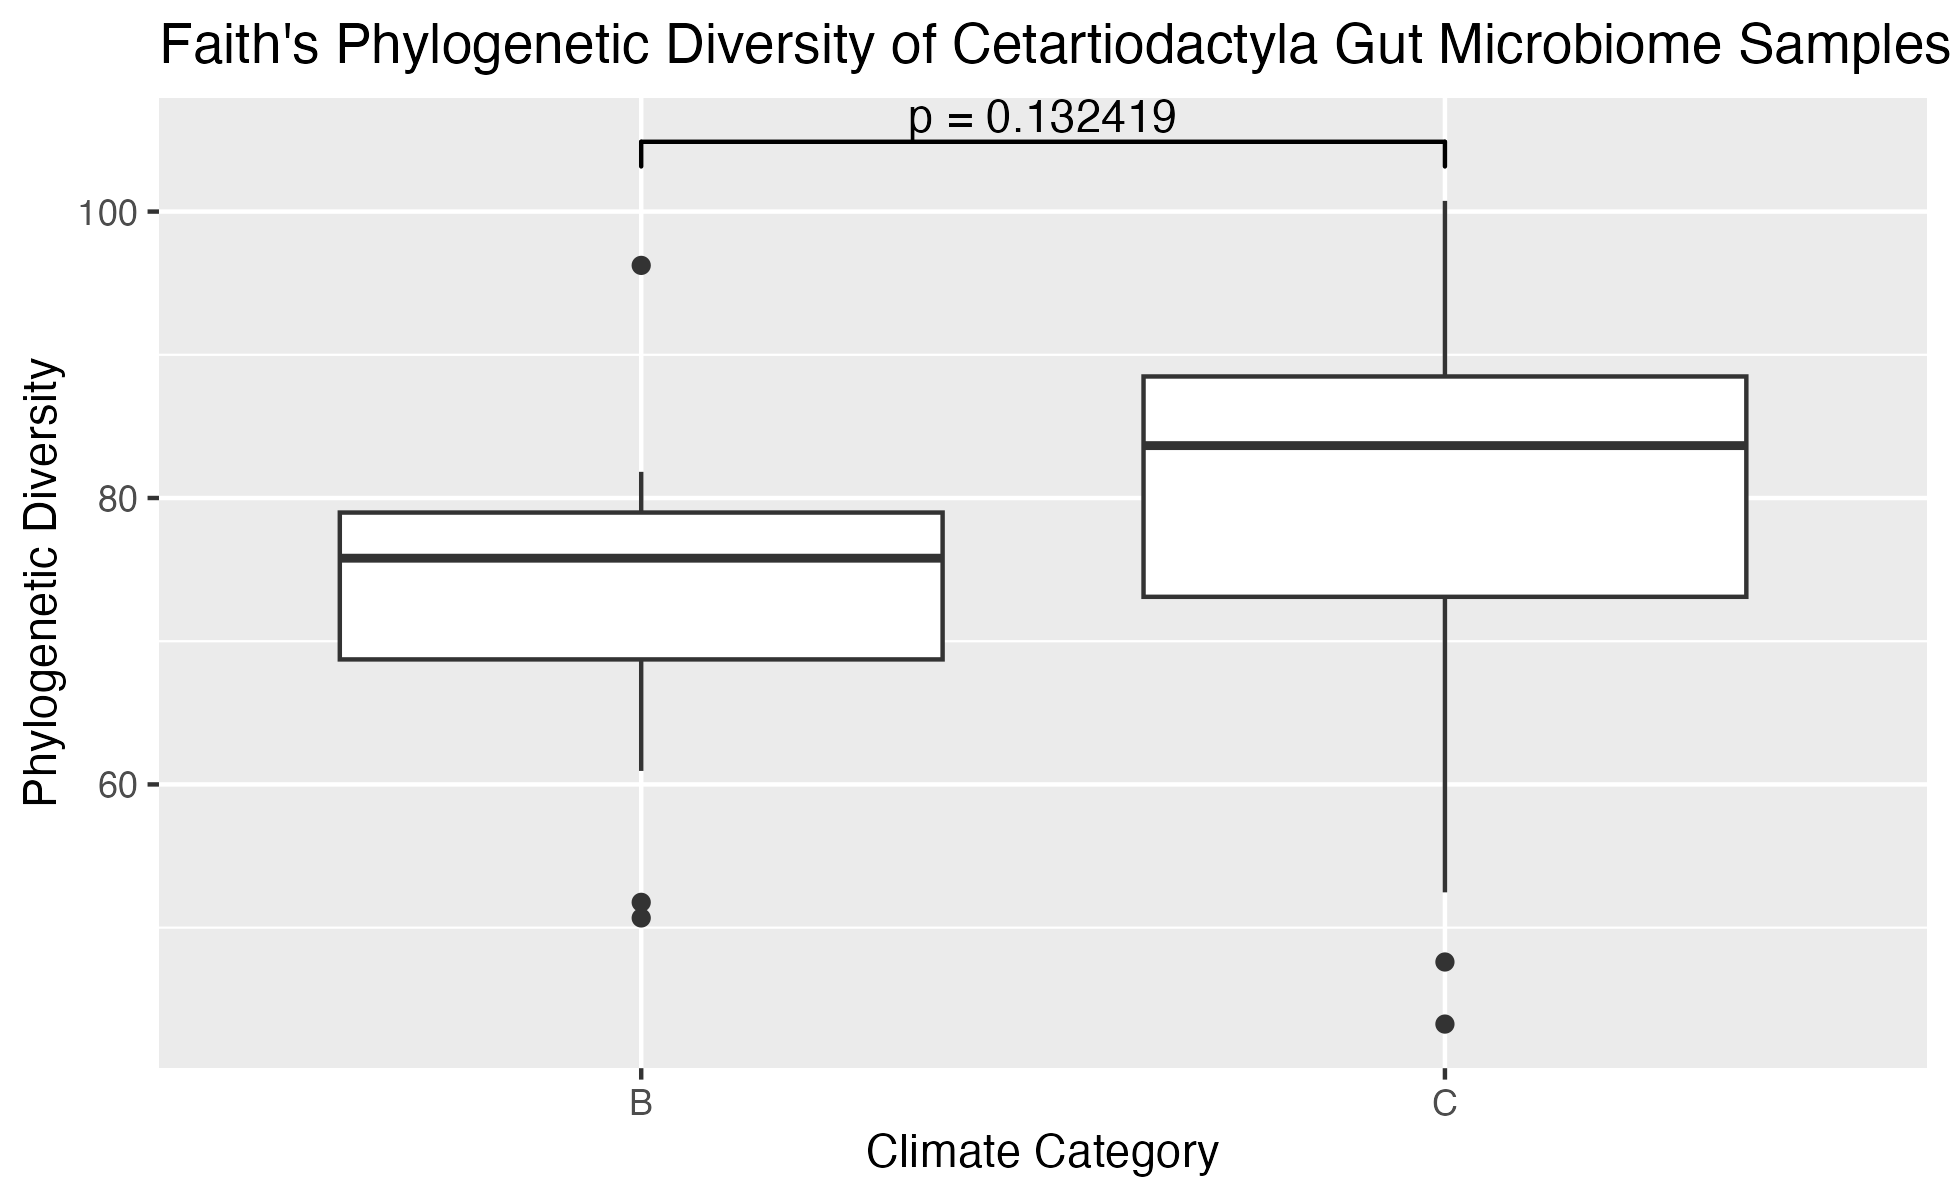 Faith's Phylogenetic Diversity of Cetartiodactyla Gut Microbiome Samples
p = 0.132419
100
80
60
Phylogenetic Diversity
B
C
Climate Category